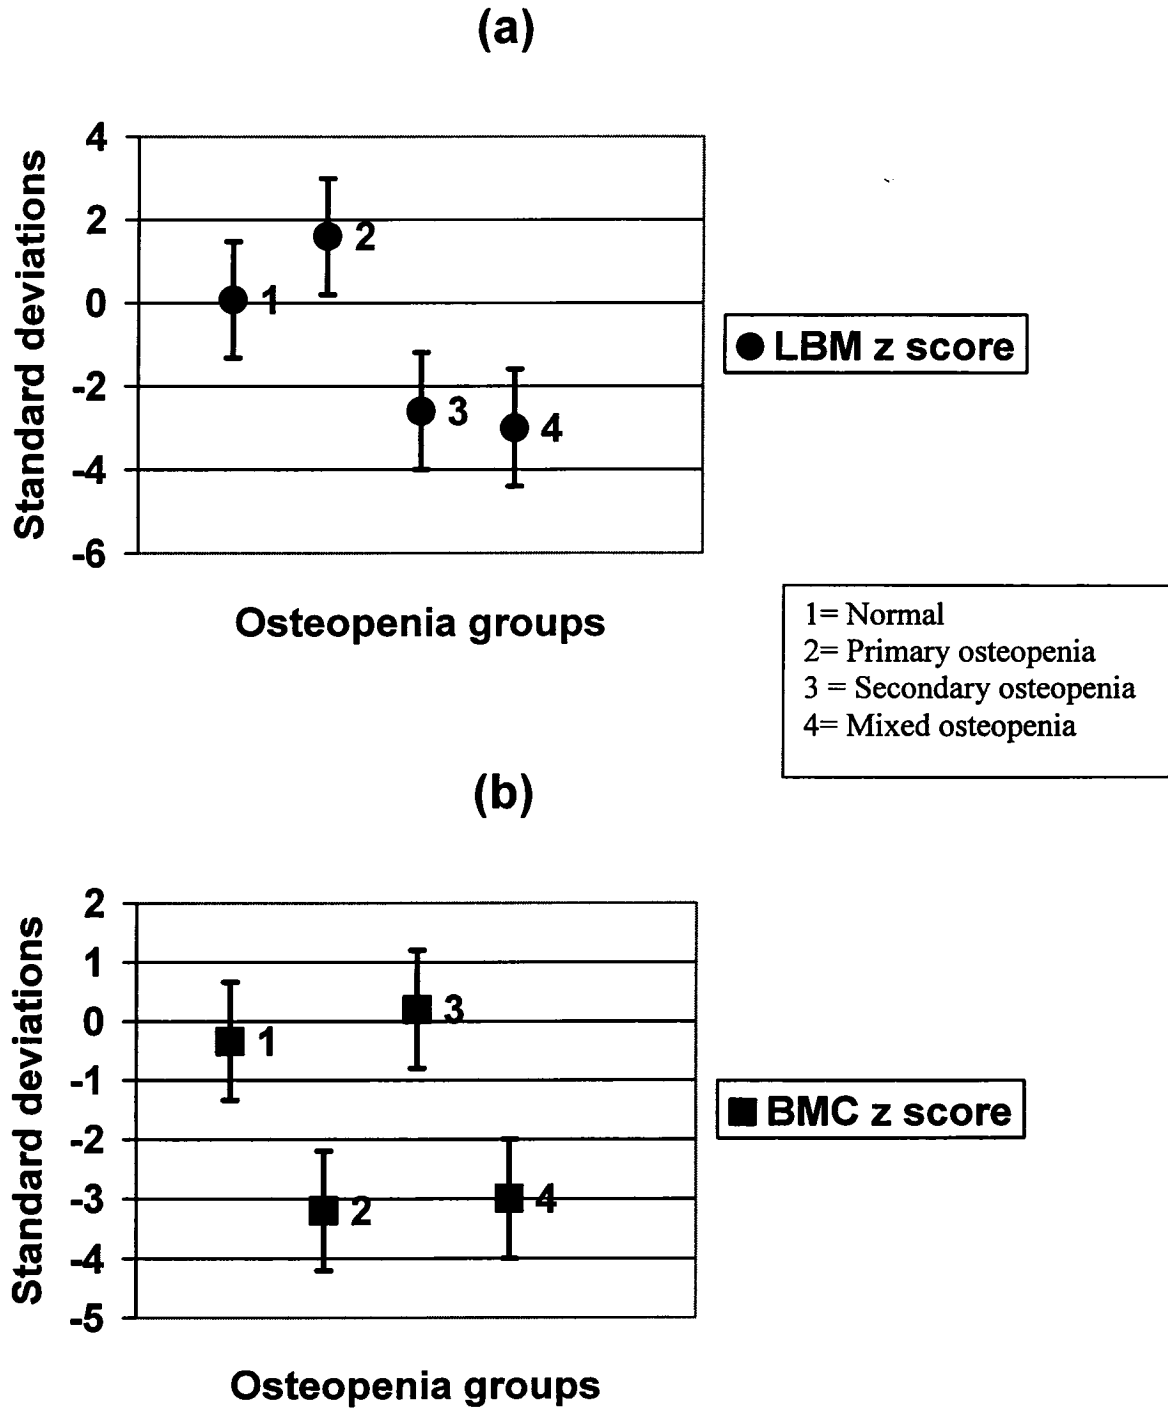 (a)
Standard deviations
4
2
0
-2
-4
-6
1
2
3
4
LBM z score
Osteopenia groups
1= Normal
2= Primary osteopenia
3 = Secondary osteopenia
4= Mixed osteopenia
(b)
Standard deviations
2
1
0
-1
-2
-3
-4
-5
1
2
3
4
BMC z score
Osteopenia groups